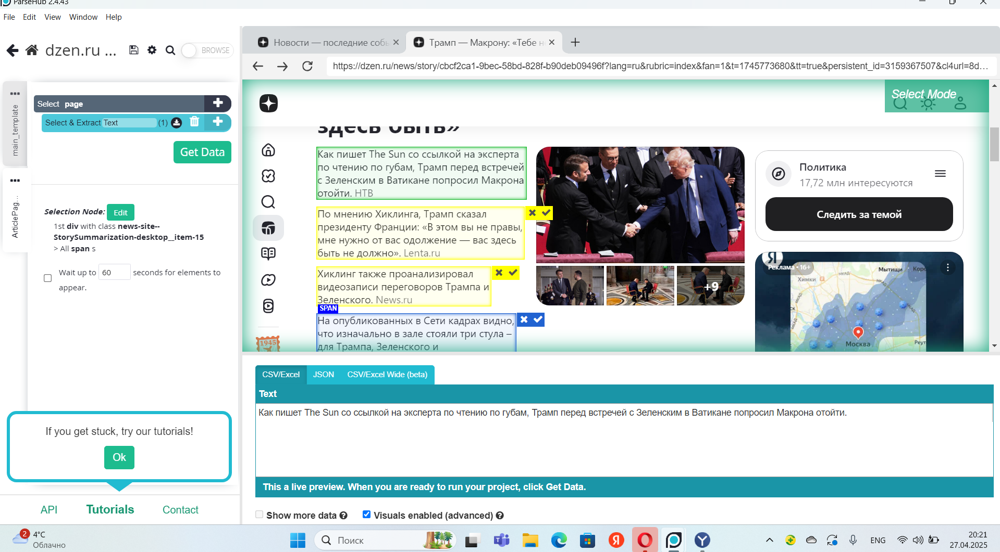 ParseHub 2.4.43
File Edit View Window Help
dzen.ru ...
BROWSE
main_template
ArticlePag...
Select page
Select & Extract Text (1)
Get Data
Selection Node: Edit
1st div with class news-site--
StorySummarization-desktop__item-15
> All span s
Wait up to 60 seconds for elements to
appear.
If you get stuck, try our tutorials!
Ok
API Tutorials Contact
Новости — последние соб
Трамп — Макрону: «Тебе н
https://dzen.ru/news/story/cbcf2ca1-9bec-58bd-828f-b90deb09496f?lang=ru&rubric=index&fan=1&t=1745773680&tt=true&persistent_id=3159367507&cl4url=8d...
Select Mode
здесь быть»
Как пишет The Sun со ссылкой на эксперта
по чтению по губам, Трамп перед встречей
с Зеленским в Ватикане попросил Макрона
отойти. НТВ
По мнению Хиклинга, Трамп сказал
президенту Франции: «В этом вы не правы,
мне нужно от вас одолжение — вас здесь
быть не должно». Lenta.ru
Хиклинг также проанализировал
видеозаписи переговоров Трампа и
Зеленского. News.ru
SPAN
На опубликованных в Сети кадрах видно,
что изначально в зале стояли три стула –
для Трампа, Зеленского и
1945
+9
Политика
17,72 млн интересуются
Следить за темой
Я
Реклама • 16+
Мытищи
Химки
МКАД
МКАД
МКАД
МКАД
Москва
Реут
CSV/Excel JSON CSV/Excel Wide (beta)
Text
Как пишет The Sun со ссылкой на эксперта по чтению по губам, Трамп перед встречей с Зеленским в Ватикане попросил Макрона отойти.
This a live preview. When you are ready to run your project, click Get Data.
Show more data Visuals enabled (advanced)
2
4°C
Облачно
Поиск
ENG
20:21
27.04.2025